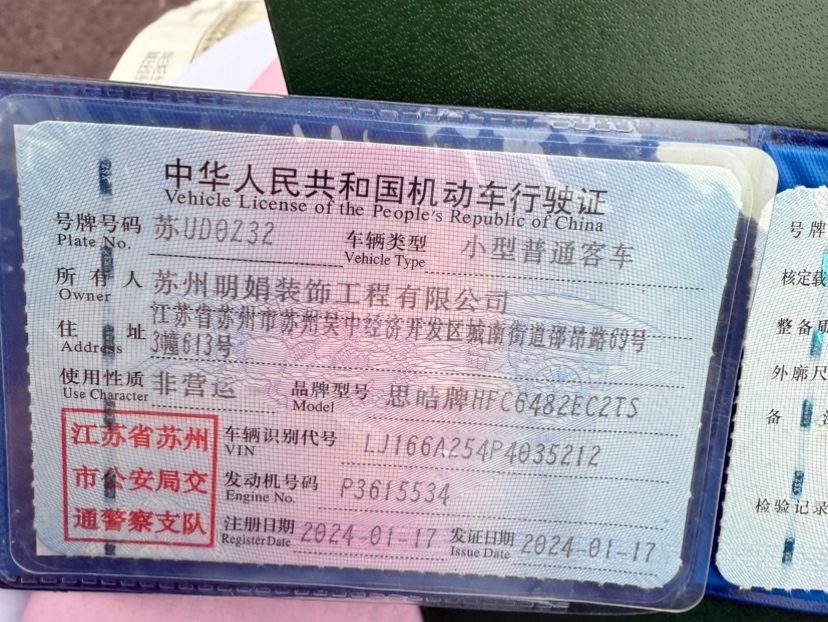 中华人民共和国机动车行驶证
Vehicle License of the People's Republic of China
号牌号码 苏UD0Z32 车辆类型 小型普通客车
Plate No. Vehicle Type
所有人 苏州明娟装饰工程有限公司
Owner
住址 江苏省苏州市苏州吴中经济开发区城南街道邵昂路69号
Address 3幢613号
使用性质 非营运 品牌型号 思皓牌HFC6482EC2TS
Use Character Model
江苏省苏州
市公安局交
通警察支队
车辆识别代号 LJ166A254P4035212
VIN
发动机号码 P3615534
Engine No.
注册日期 2024-01-17 发证日期 2024-01-17
Register Date Issue Date
号牌
核定载
整备质
外廓尺
备
检验记录